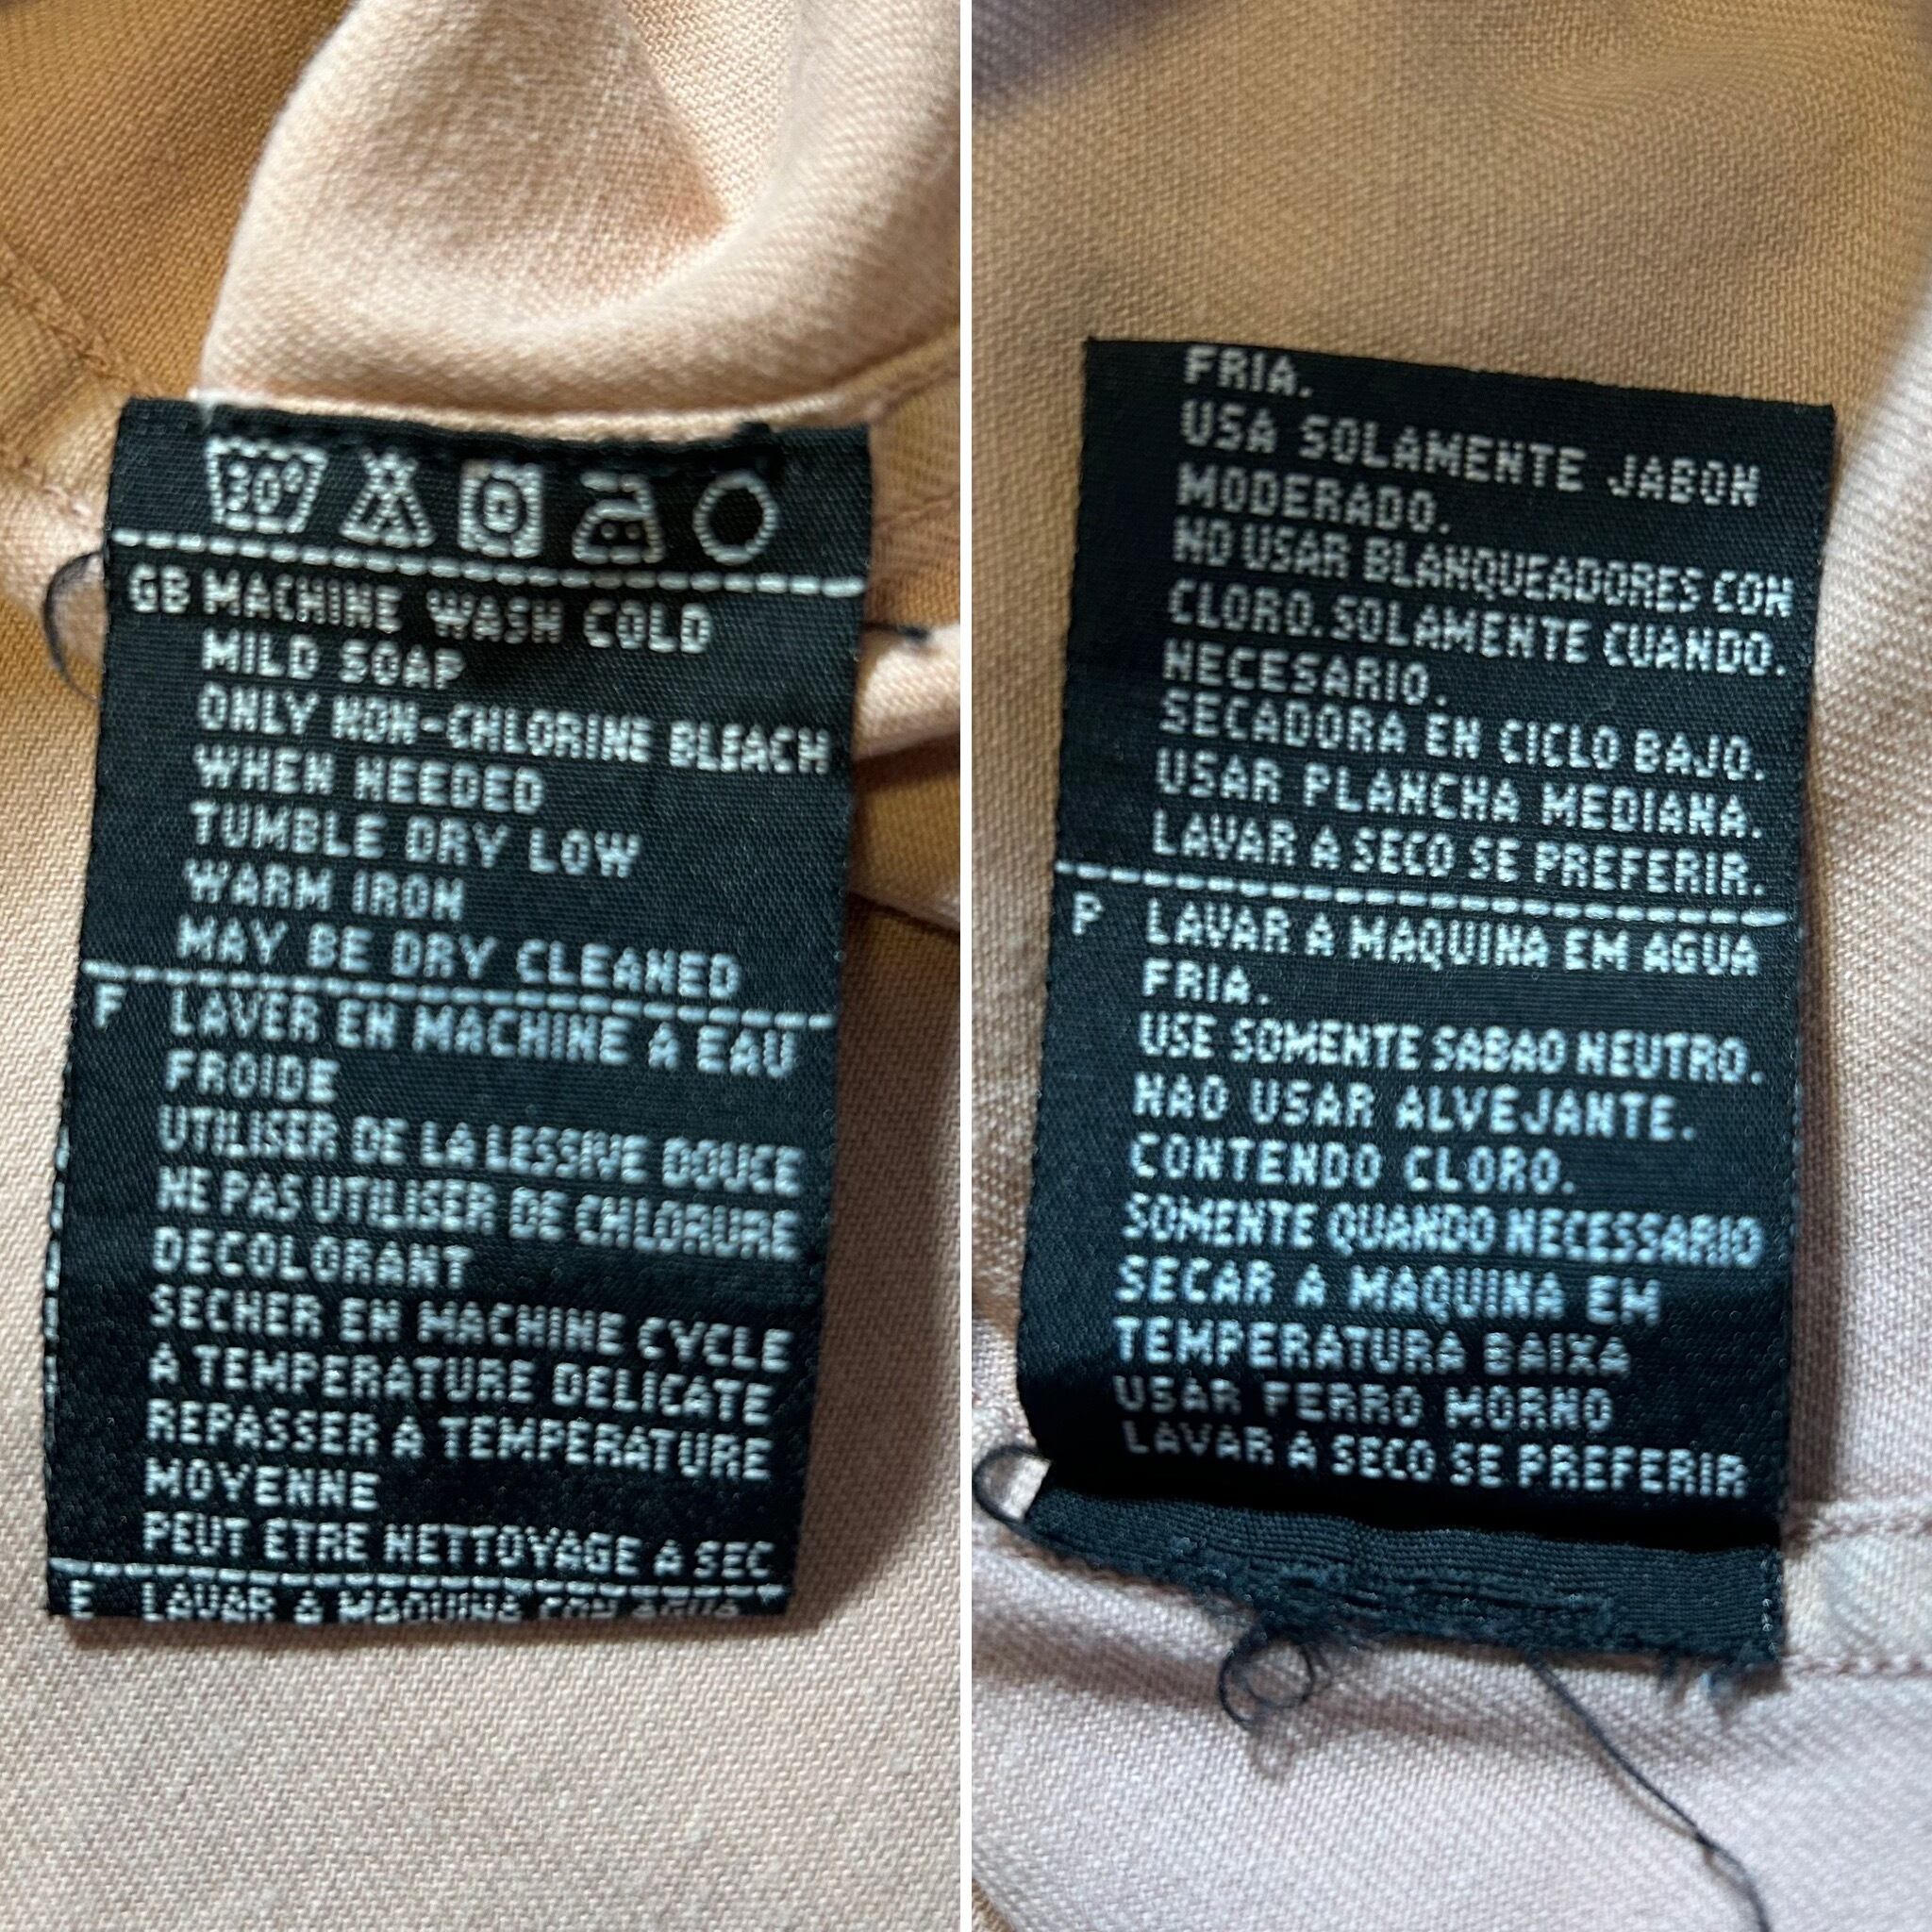 30°
GB MACHINE WASH COLD
MILD SOAP
ONLY NON-CHLORINE BLEACH
WHEN NEEDED
TUMBLE DRY LOW
WARM IRON
MAY BE DRY CLEANED
F LAVER EN MACHINE A EAU
FROIDE
UTILISER DE LA LESSIVE DOUCE
NE PAS UTILISER DE CHLORURE
DECOLORANT
SECHER EN MACHINE CYCLE
A TEMPERATURE DELICATE
REPASSER A TEMPERATURE
MOYENNE
PEUT ETRE NETTOYAGE A SEC
E LAVAR A MAQUINA CON AGUA
FRIA.
USA SOLAMENTE JABON
MODERADO.
NO USAR BLANQUEADORES CON
CLORO. SOLAMENTE CUANDO.
NECESARIO.
SECADORA EN CICLO BAJO.
USAR PLANCHA MEDIANA.
LAVAR A SECO SE PREFERIR.
P LAVAR A MAQUINA EM AGUA
FRIA.
USE SOMENTE SABAO NEUTRO.
NAO USAR ALVEJANTE.
CONTENDO CLORO.
SOMENTE QUANDO NECESSARIO
SECAR A MAQUINA EM
TEMPERATURA BAIXA
USAR FERRO MORNO
LAVAR A SECO SE PREFERIR